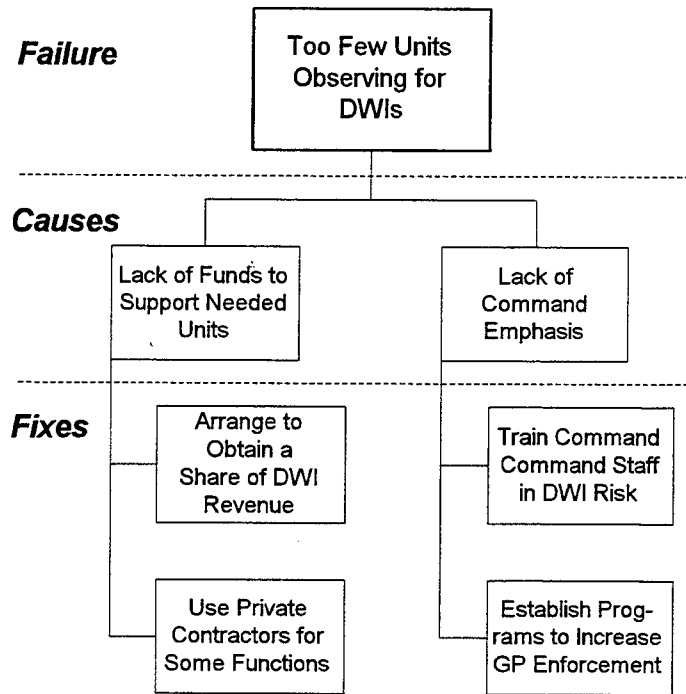 Failure
Too Few Units
Observing for
DWIs
Causes
Lack of Funds to
Support Needed
Units
Lack of
Command
Emphasis
Fixes
Arrange to
Obtain a
Share of DWI
Revenue
Train Command
Command Staff
in DWI Risk
Use Private
Contractors for
Some Functions
Establish Prog-
rams to Increase
GP Enforcement